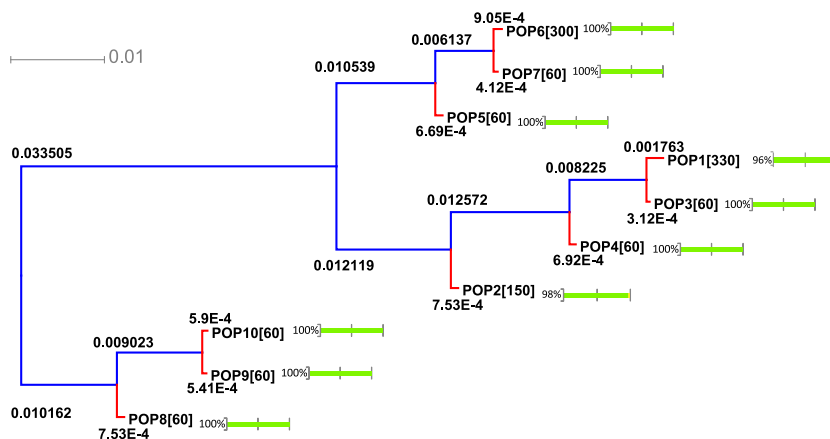 9.05E-4
POP6[300] 100%
0.006137
0.01
0.010539
POP7[60] 100%
4.12E-4
POP5[60] 100%
6.69E-4
0.001763
0.033505
POP1[330] 96%
0.008225
0.012572
POP3[60] 100%
3.12E-4
POP4[60] 100%
6.92E-4
0.012119
POP2[150] 98%
7.53E-4
5.9E-4
POP10[60] 100%
0.009023
POP9[60] 100%
5.41E-4
0.010162
POP8[60] 100%
7.53E-4